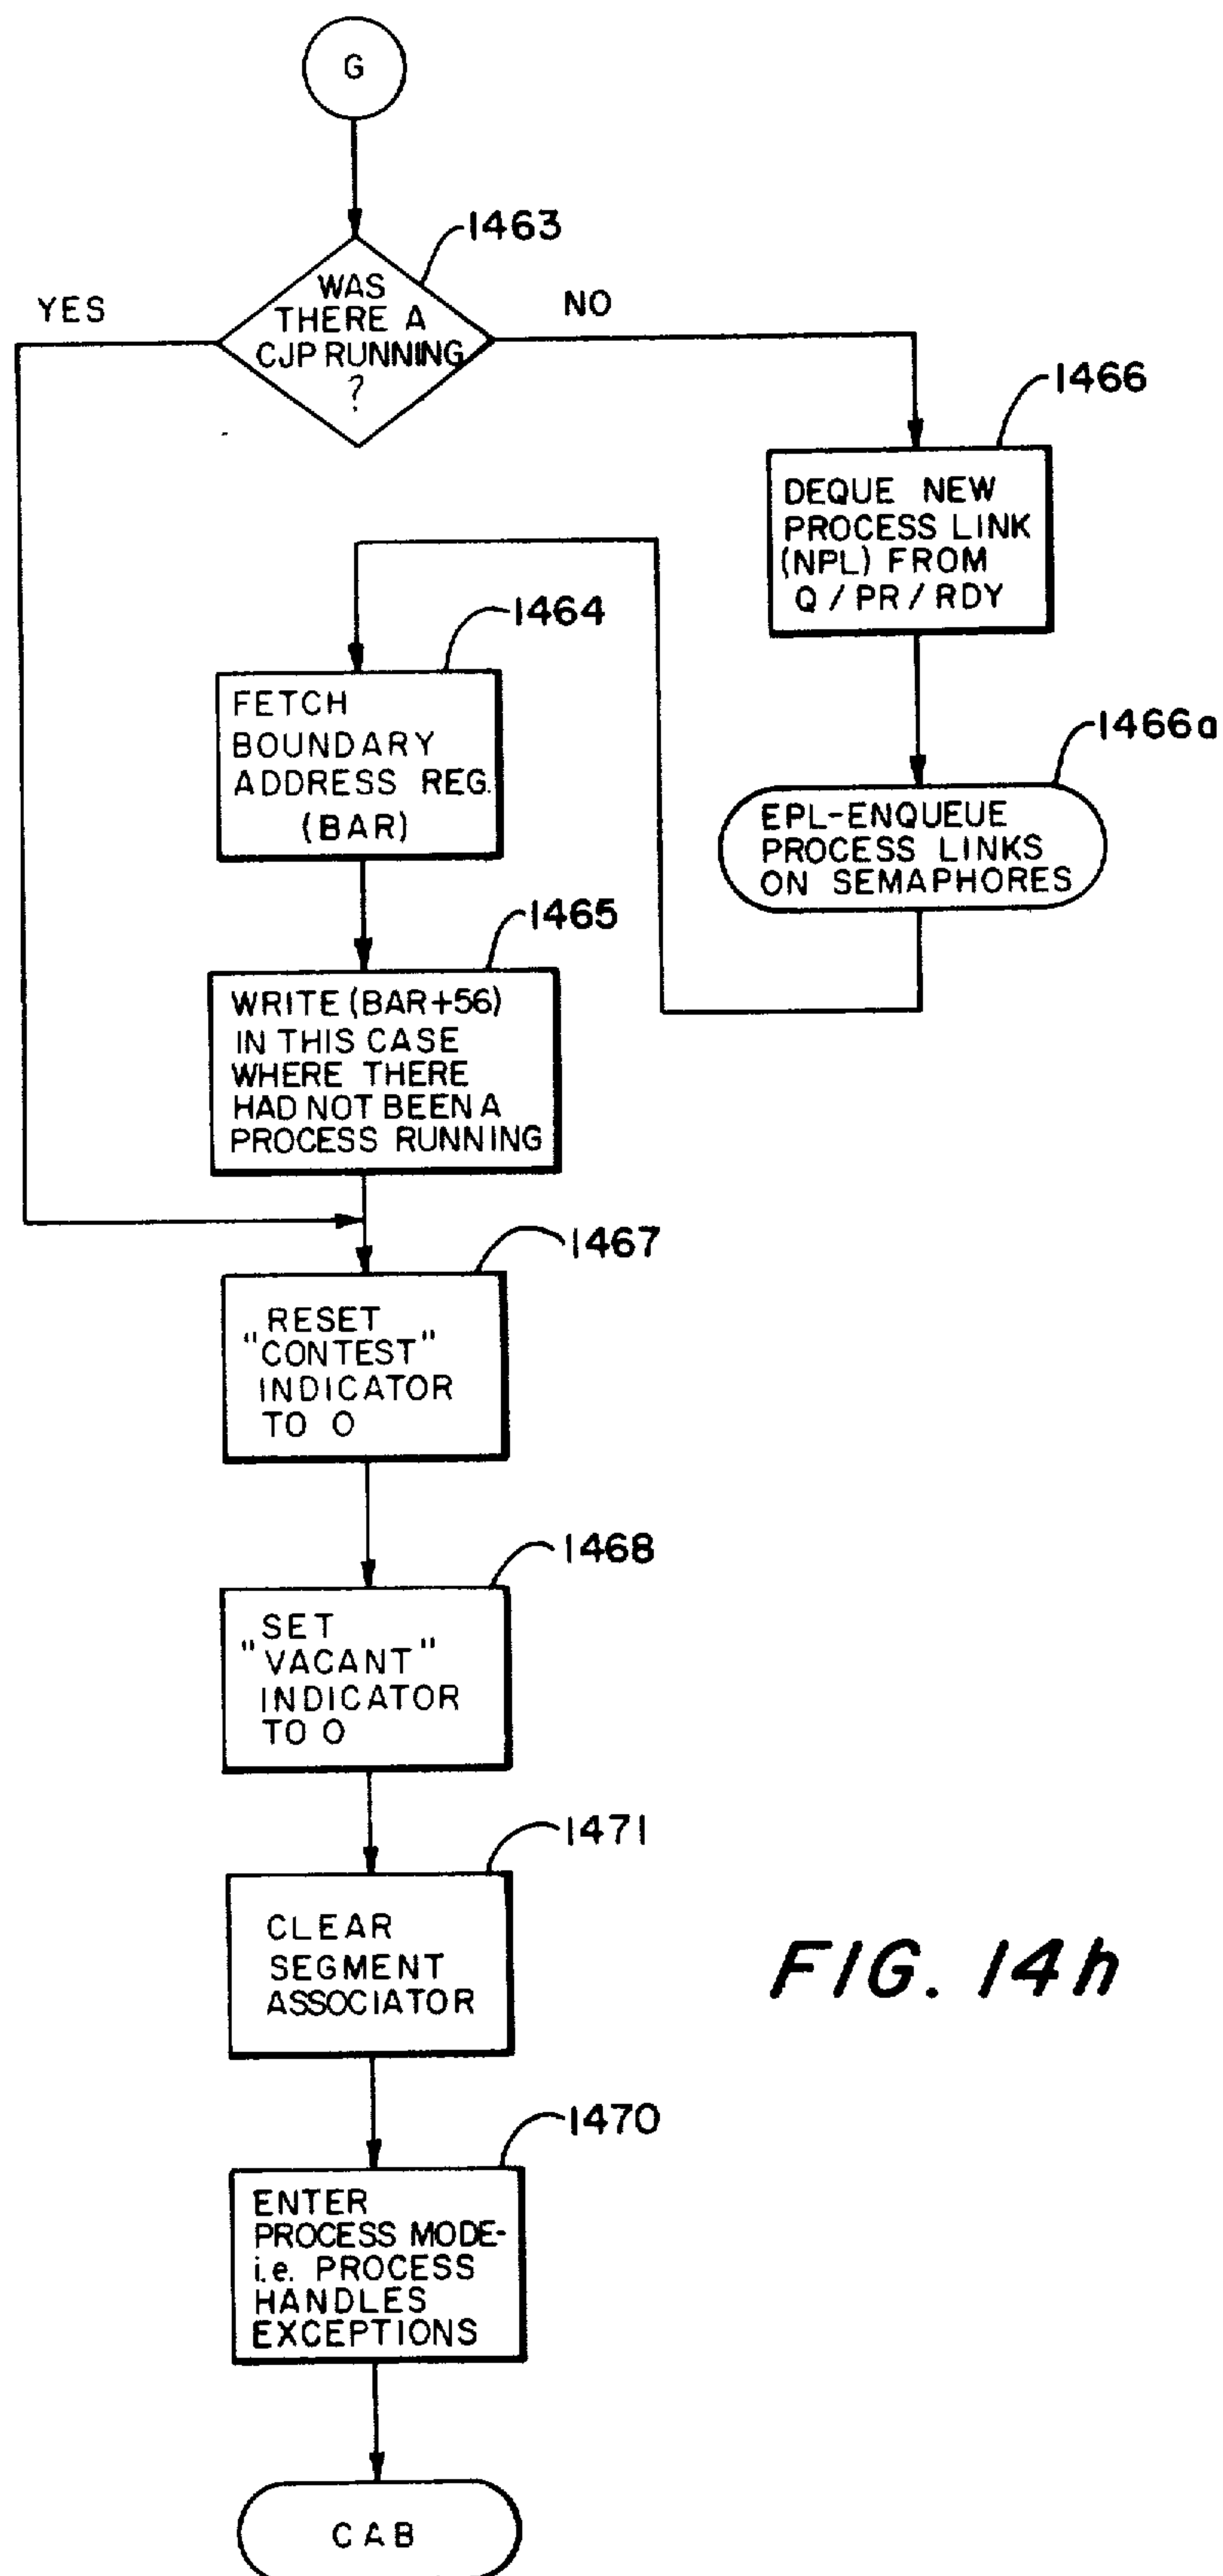 G
1463
WAS
THERE A
CJP RUNNING
?
YES
NO
1466
DEQUE NEW
PROCESS LINK
(NPL) FROM
Q / PR / RDY
1466a
EPL-ENQUEUE
PROCESS LINKS
ON SEMAPHORES
1464
FETCH
BOUNDARY
ADDRESS REG.
(BAR)
1465
WRITE (BAR+56)
IN THIS CASE
WHERE THERE
HAD NOT BEEN A
PROCESS RUNNING
1467
RESET
"CONTEST"
INDICATOR
TO 0
1468
SET
"VACANT"
INDICATOR
TO 0
1471
CLEAR
SEGMENT
ASSOCIATOR
1470
ENTER
PROCESS MODE-
i.e. PROCESS
HANDLES
EXCEPTIONS
CAB
FIG. 14h